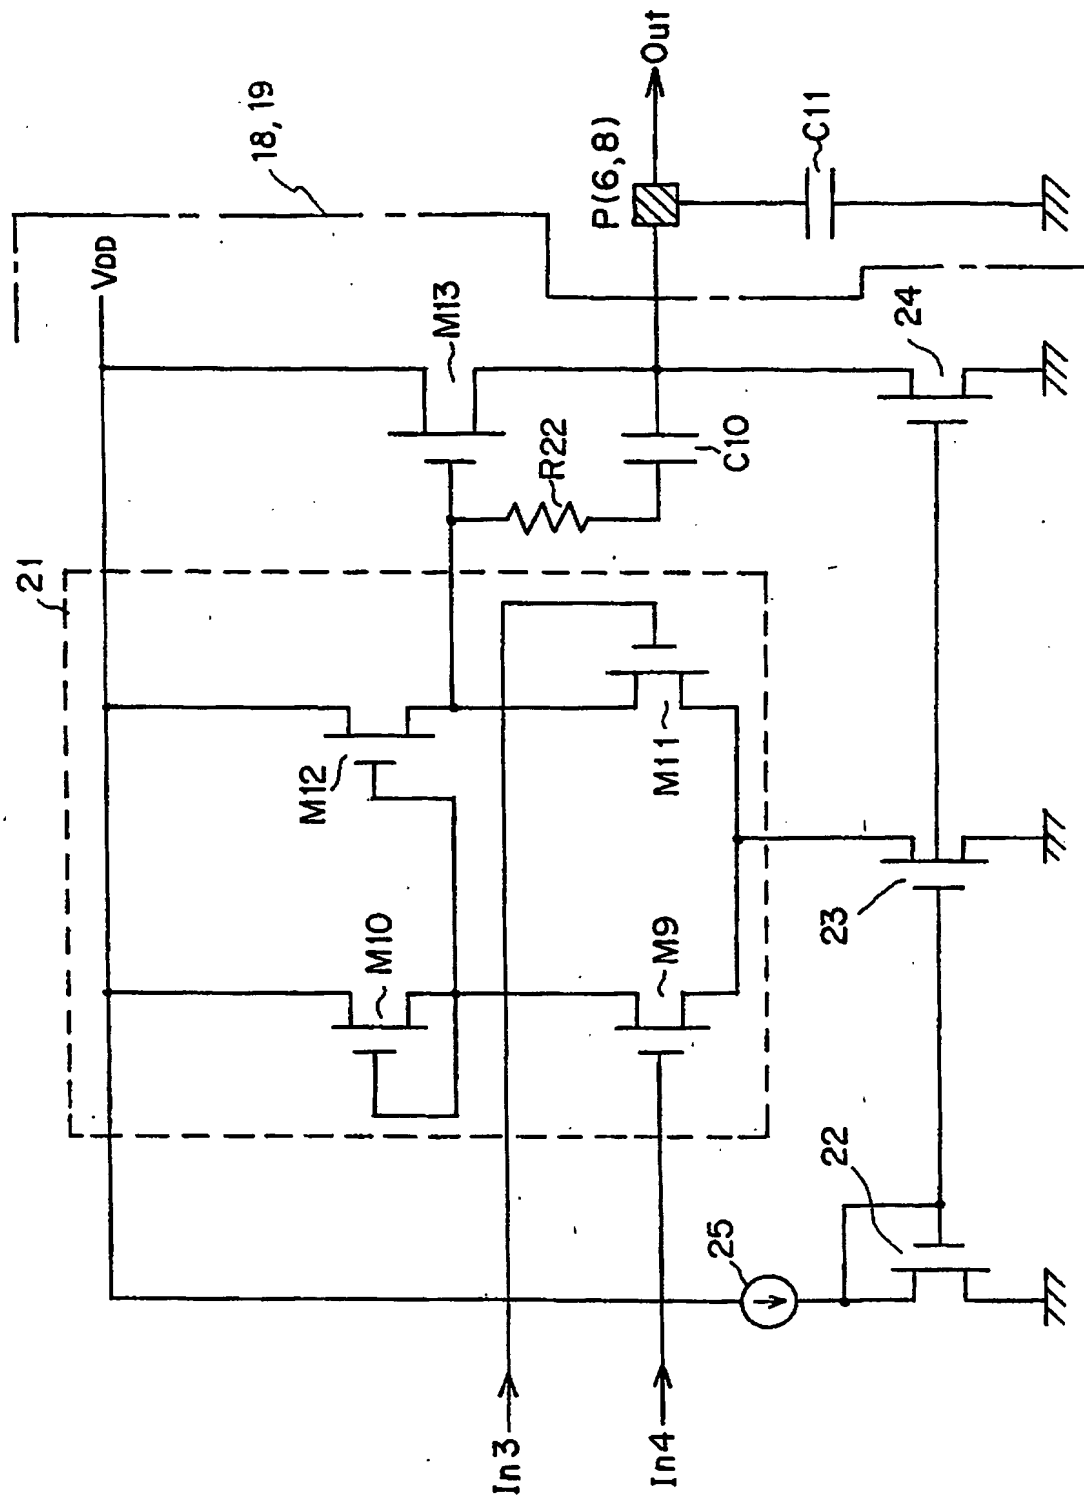 18, 19
VDD
Out
P(6,8)
C11
M13
R22
C10
24
21
M12
M11
M10
M9
23
22
25
In3
In4